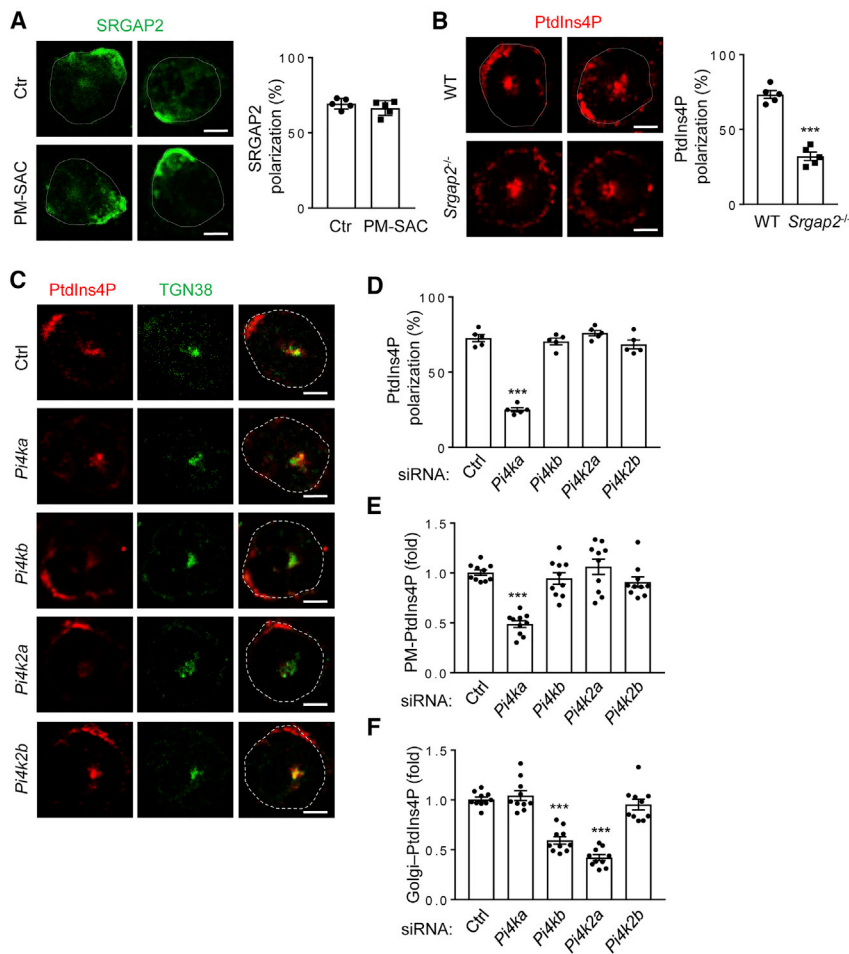 A
SRGAP2
Ctr
PM-SAC
SRGAP2
polarization (%)
100
50
0
Ctr PM-SAC
B
PtdIns4P
WT
Srgap2-/-
PtdIns4P
polarization (%)
100
50
0
***
WT Srgap2-/-
C
PtdIns4P TGN38
Ctrl
Pi4ka
Pi4kb
Pi4k2a
Pi4k2b
D
PtdIns4P
polarization (%)
100
50
0
***
siRNA: Ctrl Pi4ka Pi4kb Pi4k2a Pi4k2b
E
PM-PtdIns4P (fold)
1.5
1.0
0.5
0.0
***
siRNA: Ctrl Pi4ka Pi4kb Pi4k2a Pi4k2b
F
Golgi–PtdIns4P (fold)
1.5
1.0
0.5
0.0
*** ***
siRNA: Ctrl Pi4ka Pi4kb Pi4k2a Pi4k2b